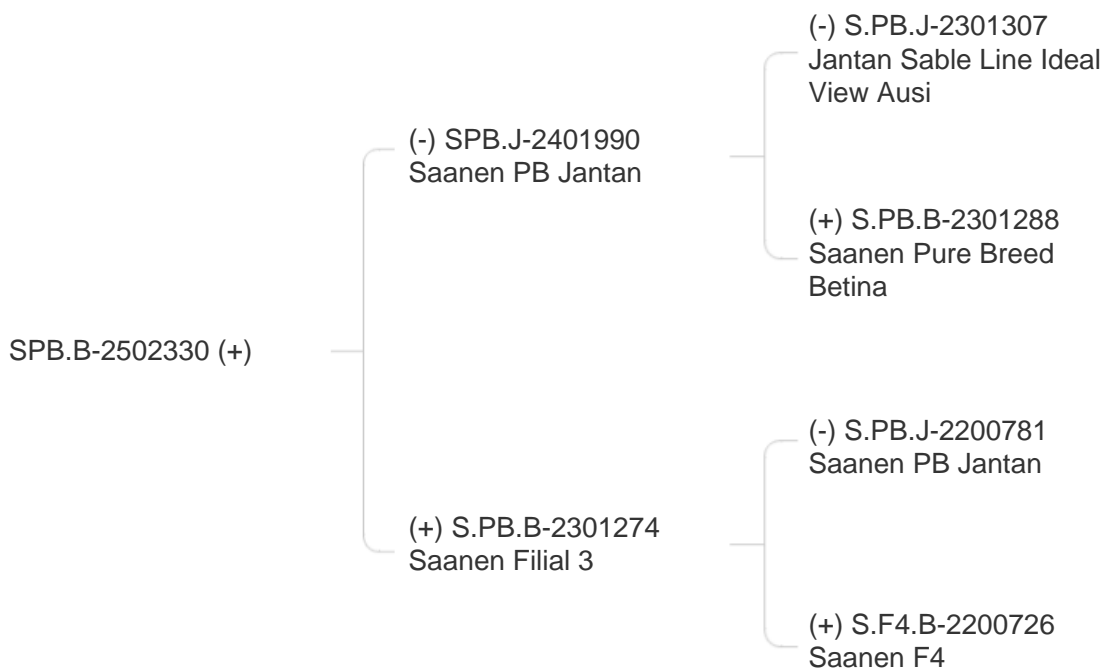 (-) S.PB.J-2301307
Jantan Sable Line Ideal
View Ausi
(-) SPB.J-2401990
Saanen PB Jantan
(+) S.PB.B-2301288
Saanen Pure Breed
Betina
SPB.B-2502330 (+)
(-) S.PB.J-2200781
Saanen PB Jantan
(+) S.PB.B-2301274
Saanen Filial 3
(+) S.F4.B-2200726
Saanen F4